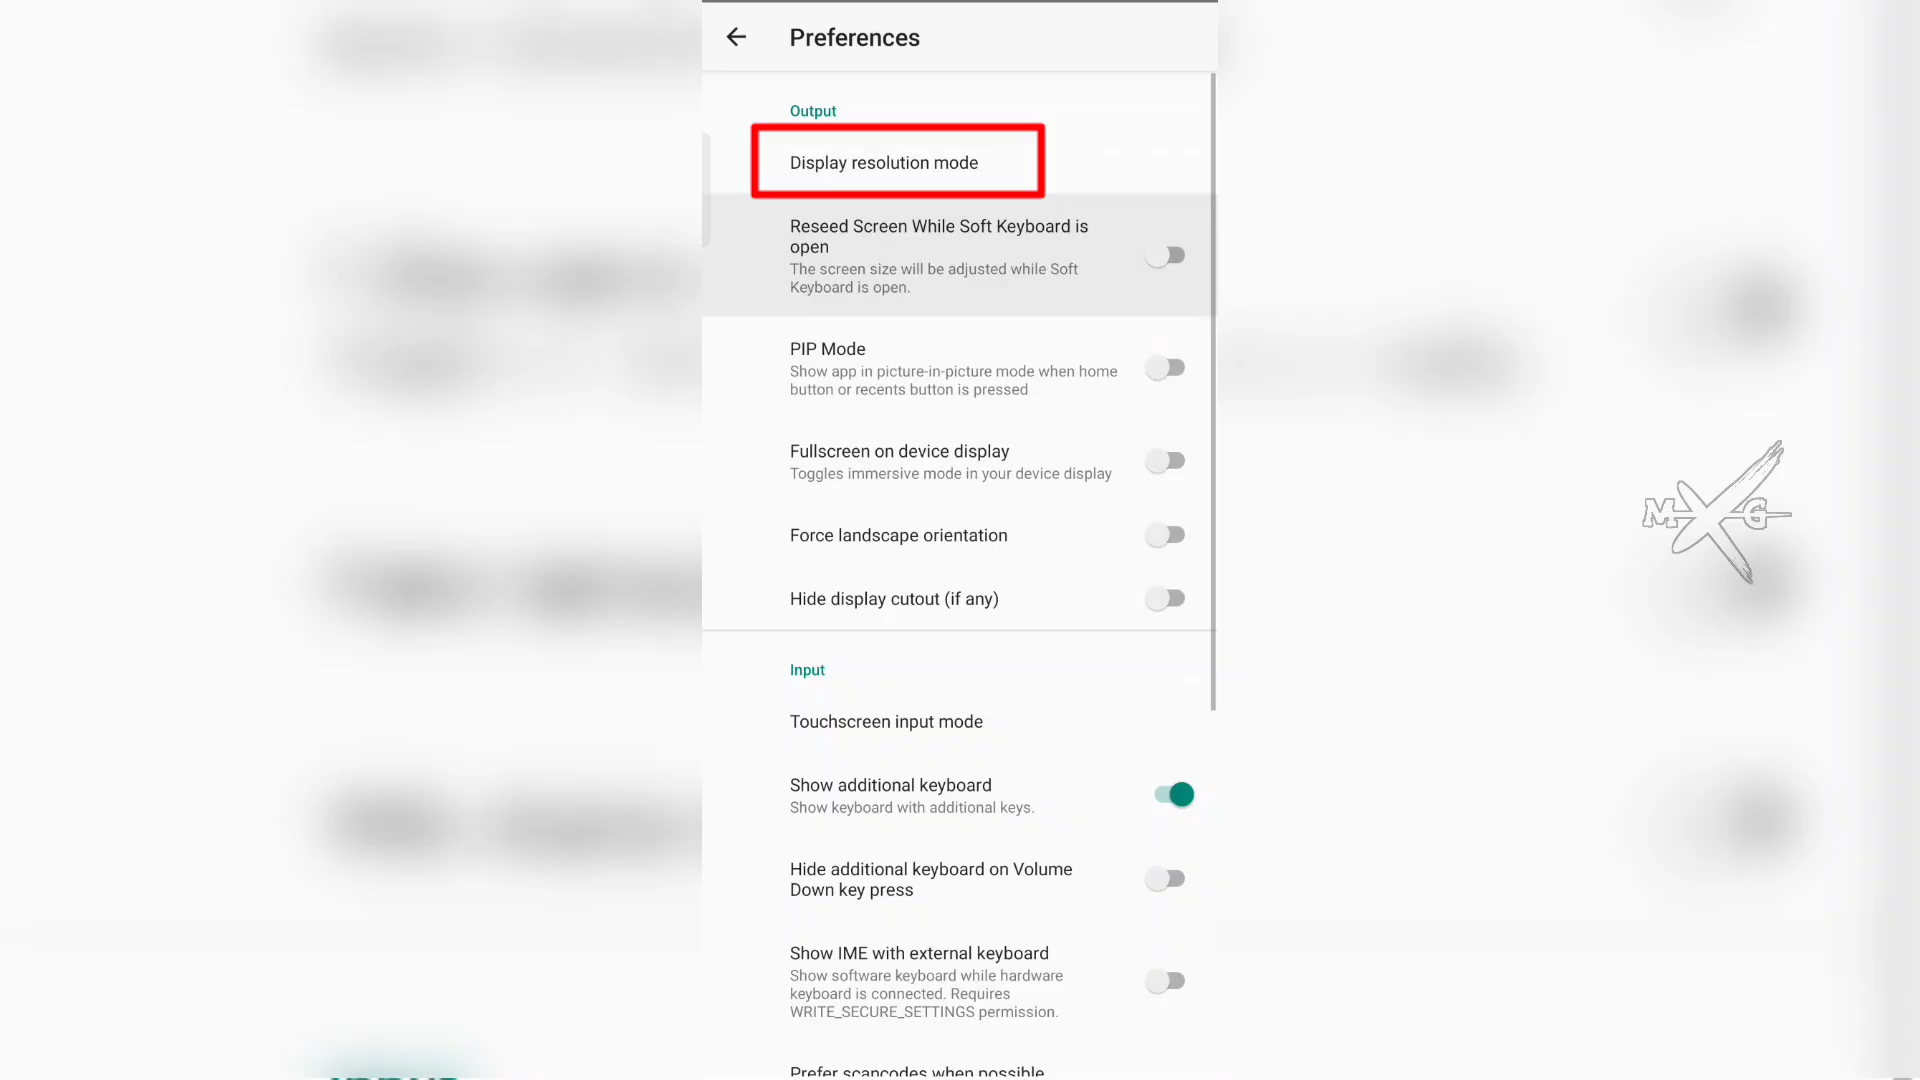 Preferences
Output
Display resolution mode
Reseed Screen While Soft Keyboard is
open
The screen size will be adjusted while Soft
Keyboard is open.
PIP Mode
Show app in picture-in-picture mode when home
button or recents button is pressed
Fullscreen on device display
Toggles immersive mode in your device display
Force landscape orientation
Hide display cutout (if any)
M X G
Input
Touchscreen input mode
Show additional keyboard
Show keyboard with additional keys.
Hide additional keyboard on Volume
Down key press
Show IME with external keyboard
Show software keyboard while hardware
keyboard is connected. Requires
WRITE_SECURE_SETTINGS permission.
Prefer scancodes when possible